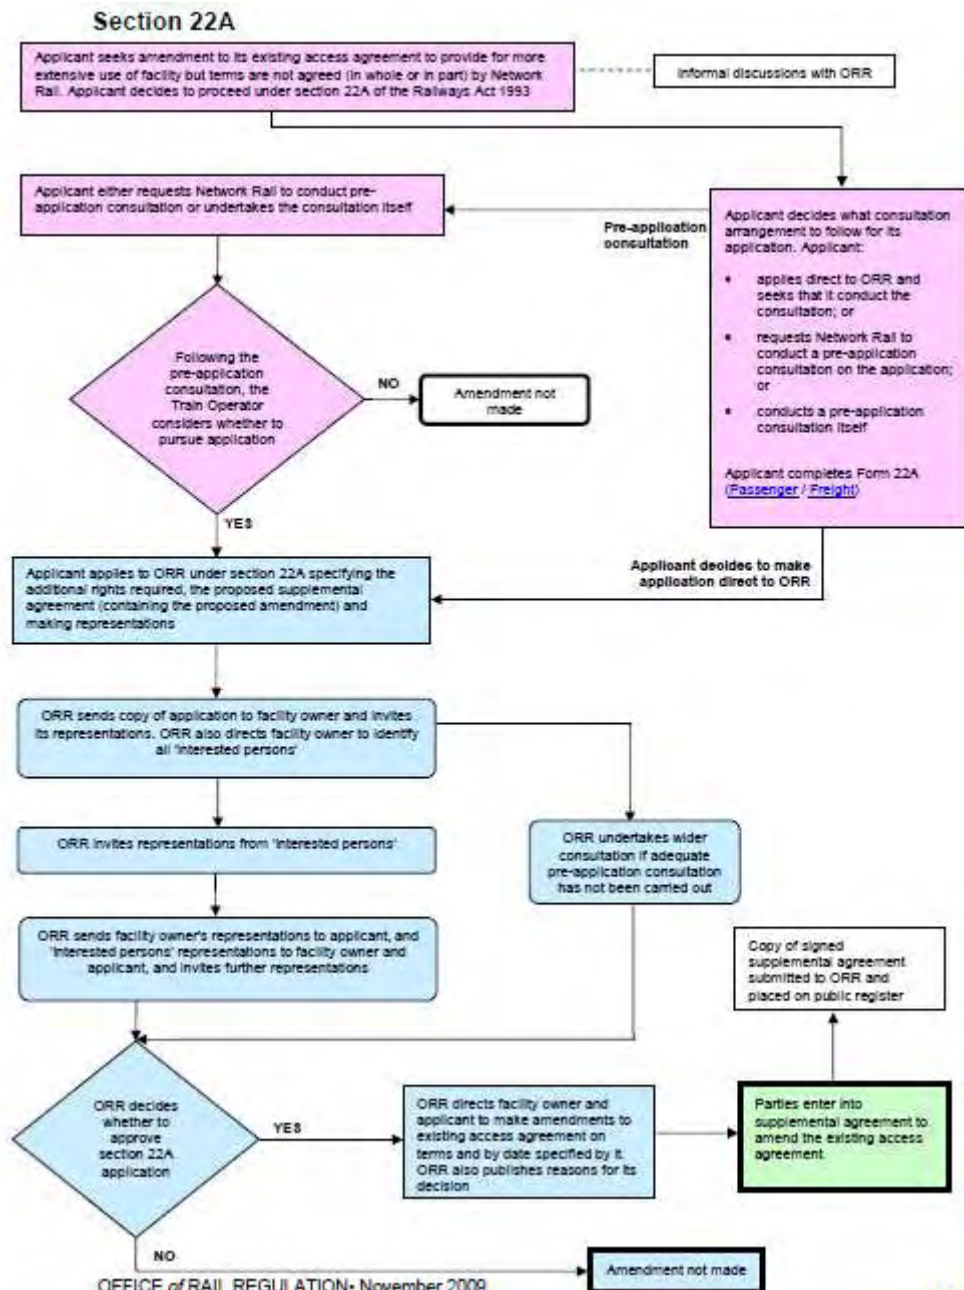 Section 22A
Applicant seeks amendment to its existing access agreement to provide for more
extensive use of facility but terms are not agreed (in whole or in part) by Network
Rail. Applicant decides to proceed under section 22A of the Railways Act 1993
Informal discussions with ORR
Applicant either requests Network Rail to conduct pre-
application consultation or undertakes the consultation itself
Pre-application
consultation
Applicant decides what consultation
arrangement to follow for its
application. Applicant:
• applies direct to ORR and
seeks that it conduct the
consultation; or
• requests Network Rail to
conduct a pre-application
consultation on the application;
or
• conducts a pre-application
consultation itself
Applicant completes Form 22A
(Passenger / Freight)
Following the
pre-application
consultation, the
Train Operator
considers whether to
pursue application
NO
Amendment not
made
YES
Applicant decides to make
application direct to ORR
Applicant applies to ORR under section 22A specifying the
additional rights required, the proposed supplemental
agreement (containing the proposed amendment) and
making representations
ORR sends copy of application to facility owner and invites
its representations. ORR also directs facility owner to identify
all 'interested persons'
ORR invites representations from 'interested persons'
ORR undertakes wider
consultation if adequate
pre-application consultation
has not been carried out
ORR sends facility owner's representations to applicant, and
'interested persons' representations to facility owner and
applicant, and invites further representations
Copy of signed
supplemental agreement
submitted to ORR and
placed on public register
ORR decides
whether to
approve
section 22A
application
YES
ORR directs facility owner and
applicant to make amendments to
existing access agreement on
terms and by date specified by it.
ORR also publishes reasons for its
decision
Parties enter into
supplemental agreement to
amend the existing access
agreement.
NO
Amendment not made
OFFICE of RAIL REGULATION• November 2009